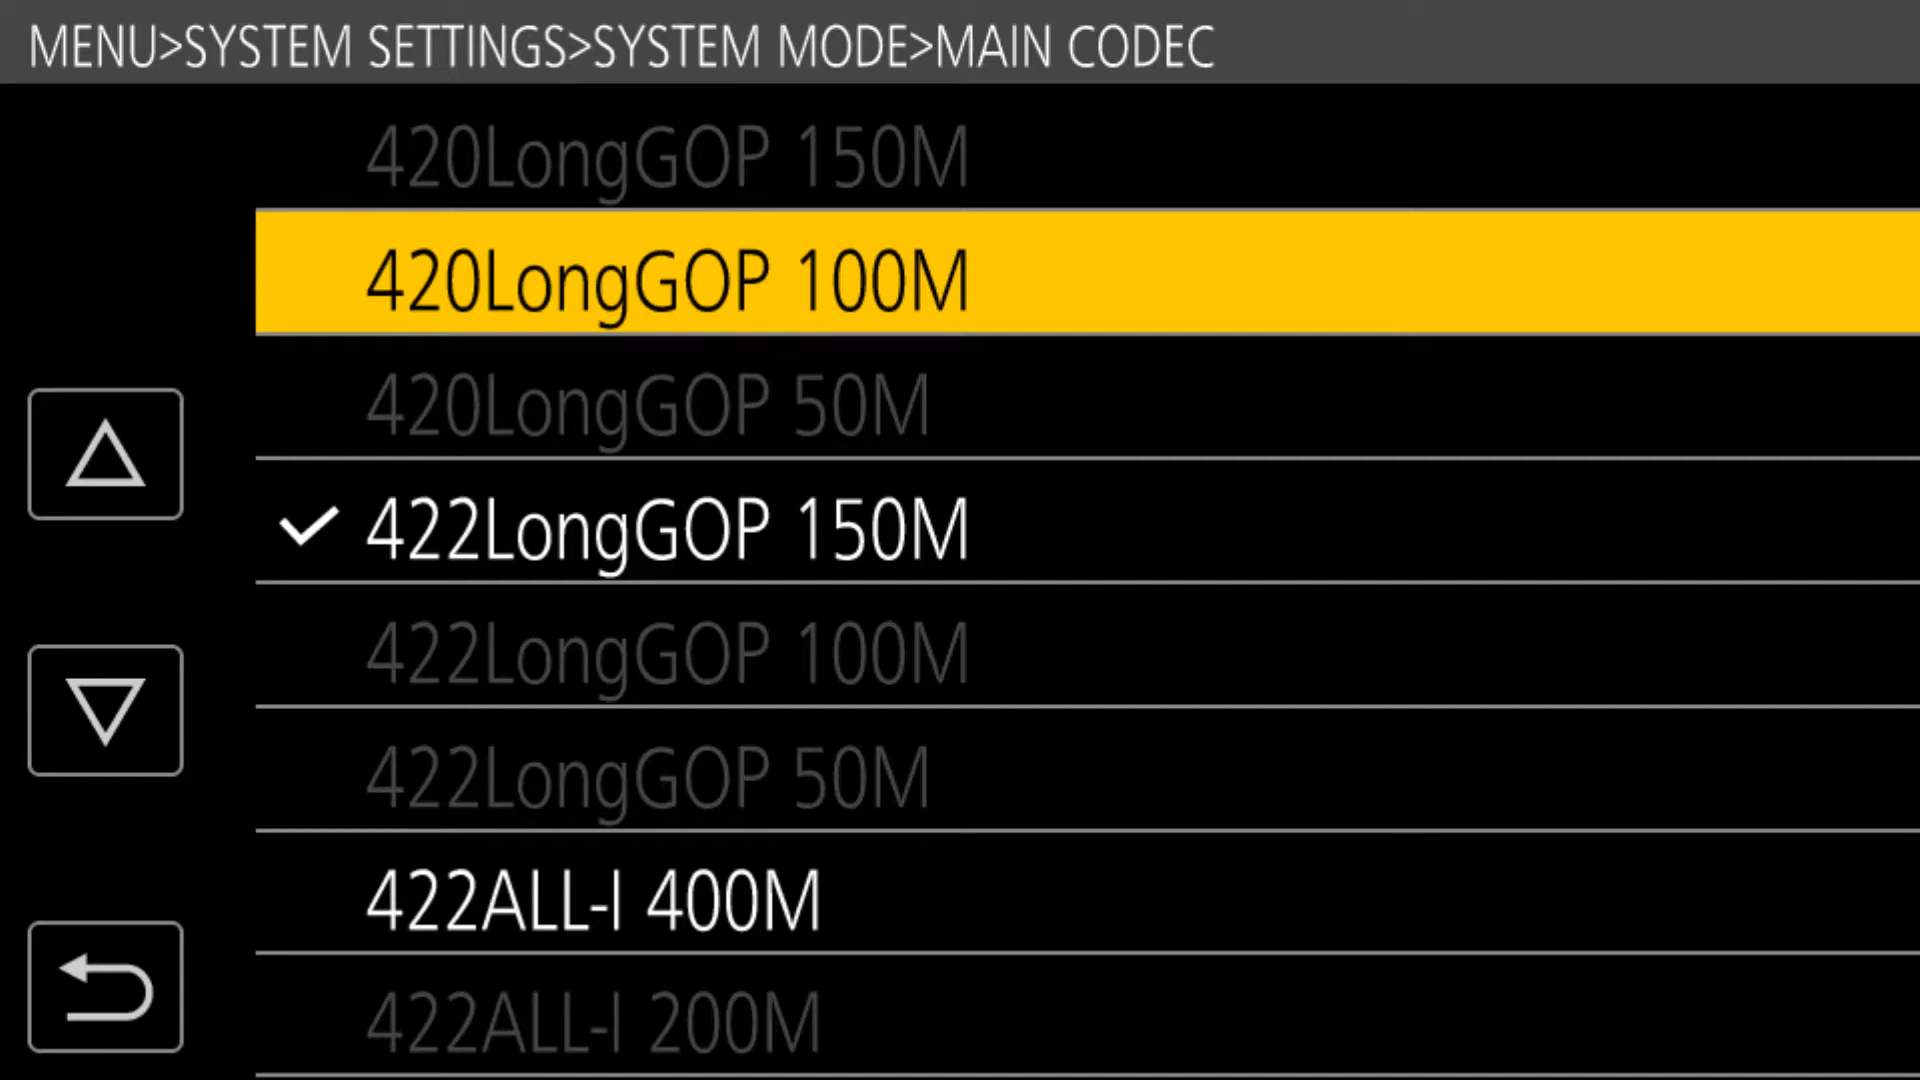 MENU>SYSTEM SETTINGS>SYSTEM MODE>MAIN CODEC
420LongGOP 150M
420LongGOP 100M
420LongGOP 50M
422LongGOP 150M
422LongGOP 100M
422LongGOP 50M
422ALL-I 400M
422ALL-I 200M